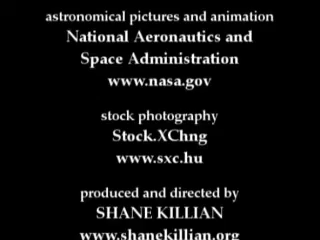 astronomical pictures and animation
National Aeronautics and
Space Administration
www.nasa.gov
stock photography
Stock.XChng
www.sxc.hu
produced and directed by
SHANE KILLIAN
www.shanekillian.org